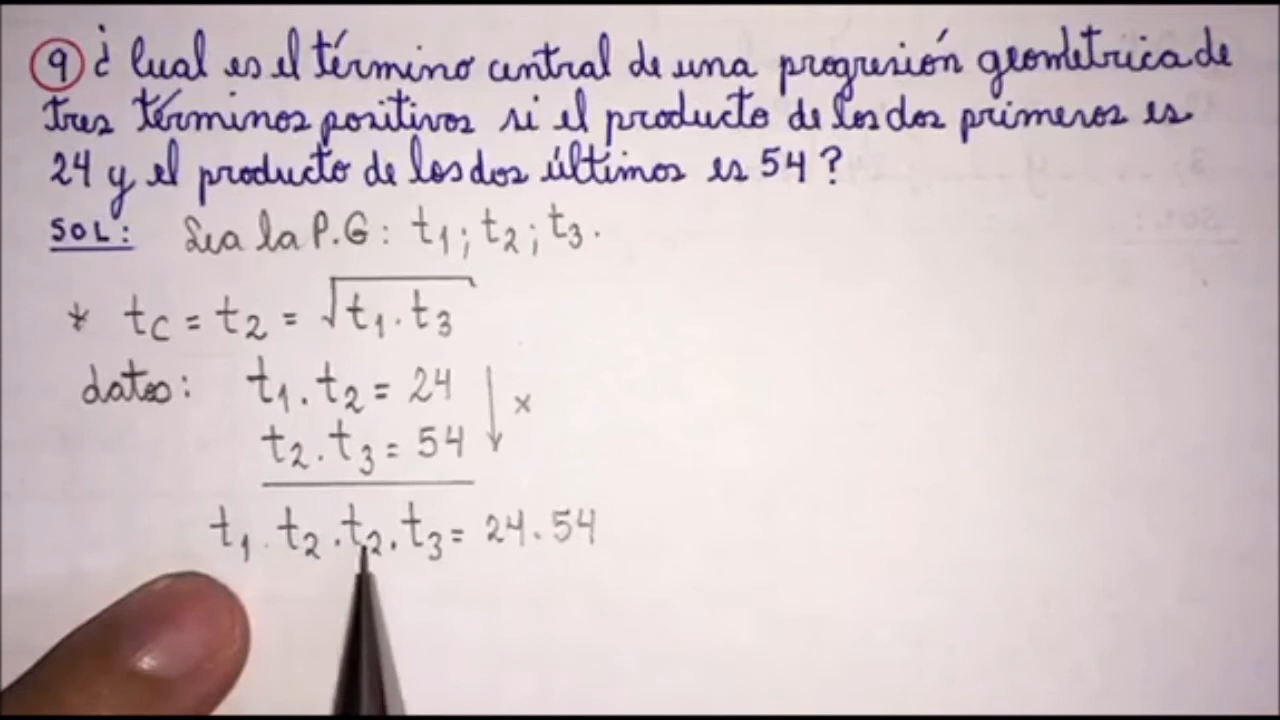 9 ¿Cual es el término central de una progresión geometrica de
tres términos positivos si el producto de los dos primeros es
24 y el producto de los dos últimos es 54?
SOL: Sea la P.G: t₁; t₂; t₃.
* tc = t₂ = √t₁.t₃
datos: t₁.t₂ = 24
t₂.t₃ = 54 ↓ ×
t₁.t₂.t₂.t₃ = 24.54